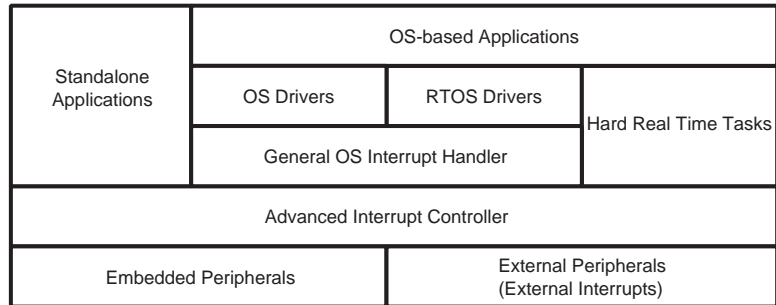 OS-based Applications
Standalone
Applications
OS Drivers
RTOS Drivers
Hard Real Time Tasks
General OS Interrupt Handler
Advanced Interrupt Controller
Embedded Peripherals
External Peripherals
(External Interrupts)